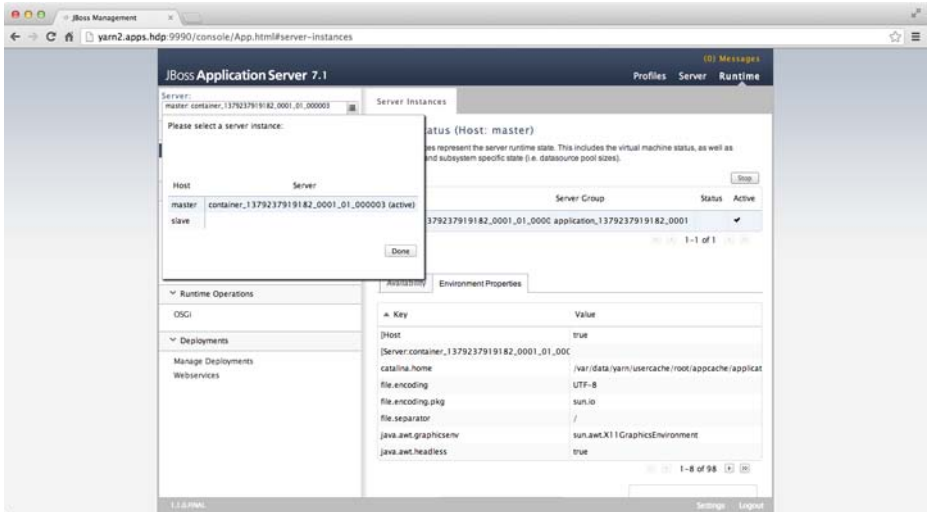 JBoss Management
yarn2.apps.hdp:9990/console/App.html#server-instances
(0) Messages
JBoss Application Server 7.1
Profiles Server Runtime
Server:
master: container_1379237919182_0001_01_000003
Please select a server instance:
Host Server
master container_1379237919182_0001_01_000003 (active)
slave
Done
Server Instances
tatus (Host: master)
es represent the server runtime state. This includes the virtual machine status, as well as
and subsystem specific state (i.e. datasource pool sizes).
Stop
Server Group Status Active
379237919182_0001_01_0000 application_1379237919182_0001
1-1 of 1
Runtime Operations
OSGi
Deployments
Manage Deployments
Webservices
Availability Environment Properties
Key Value
[Host true
[Server:container_1379237919182_0001_01_000
catalina.home /var/data/yarn/usercache/root/appcache/applicat
file.encoding UTF-8
file.encoding.pkg sun.io
file.separator /
java.awt.graphicsenv sun.awt.X11GraphicsEnvironment
java.awt.headless true
1-8 of 98
1.1.0.FINAL
Settings Logout